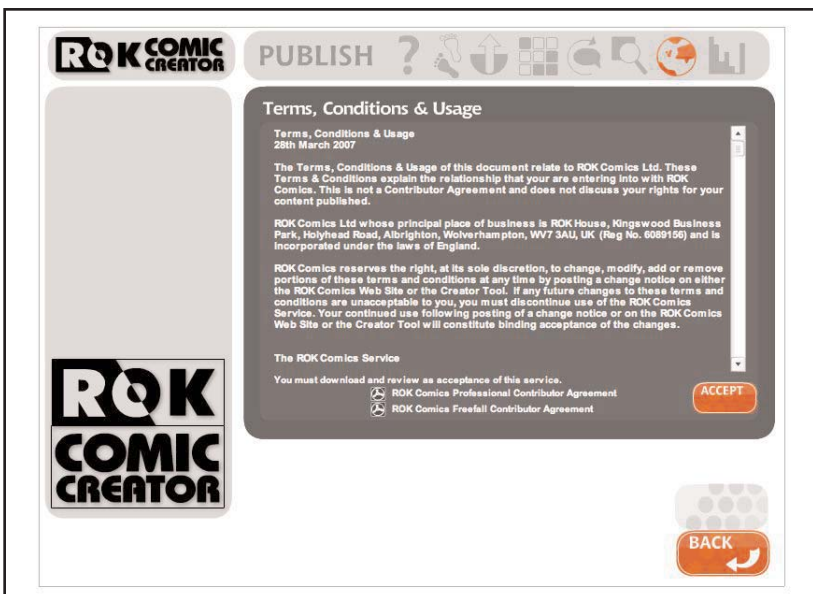 ROK COMIC CREATOR
PUBLISH ?
Terms, Conditions & Usage
Terms, Conditions & Usage
28th March 2007
The Terms, Conditions & Usage of this document relate to ROK Comics Ltd. These
Terms & Conditions explain the relationship that your are entering into with ROK
Comics. This is not a Contributor Agreement and does not discuss your rights for your
content published.
ROK Comics Ltd whose principal place of business is ROK House, Kingswood Business
Park, Holyhead Road, Albrighton, Wolverhampton, WV7 3AU, UK (Reg No. 6089156) and is
incorporated under the laws of England.
ROK Comics reserves the right, at its sole discretion, to change, modify, add or remove
portions of these terms and conditions at any time by posting a change notice on either
the ROK Comics Web Site or the Creator Tool. If any future changes to these terms and
conditions are unacceptable to you, you must discontinue use of the ROK Comics
Service. Your continued use following posting of a change notice or on the ROK Comics
Web Site or the Creator Tool will constitute binding acceptance of the changes.
The ROK Comics Service
You must download and review as acceptance of this service.
ROK Comics Professional Contributor Agreement
ROK Comics Freefall Contributor Agreement
ACCEPT
ROK
COMIC
CREATOR
BACK